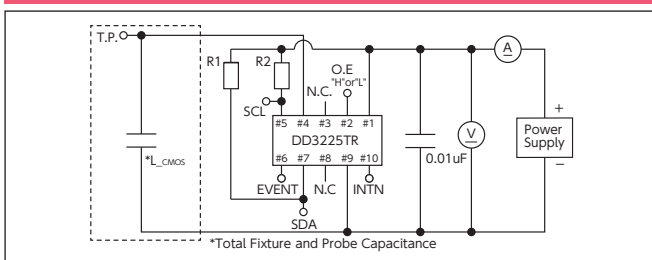 T.P.
R1
R2
O.E
"H"or"L"
N.C.
SCL
A
+
#5
#4
#3
#2
#1
DD3225TR
V
Power
Supply
*L_CMOS
#6
#7
#8
#9
#10
0.01uF
−
EVENT
N.C
INTN
SDA
*Total Fixture and Probe Capacitance